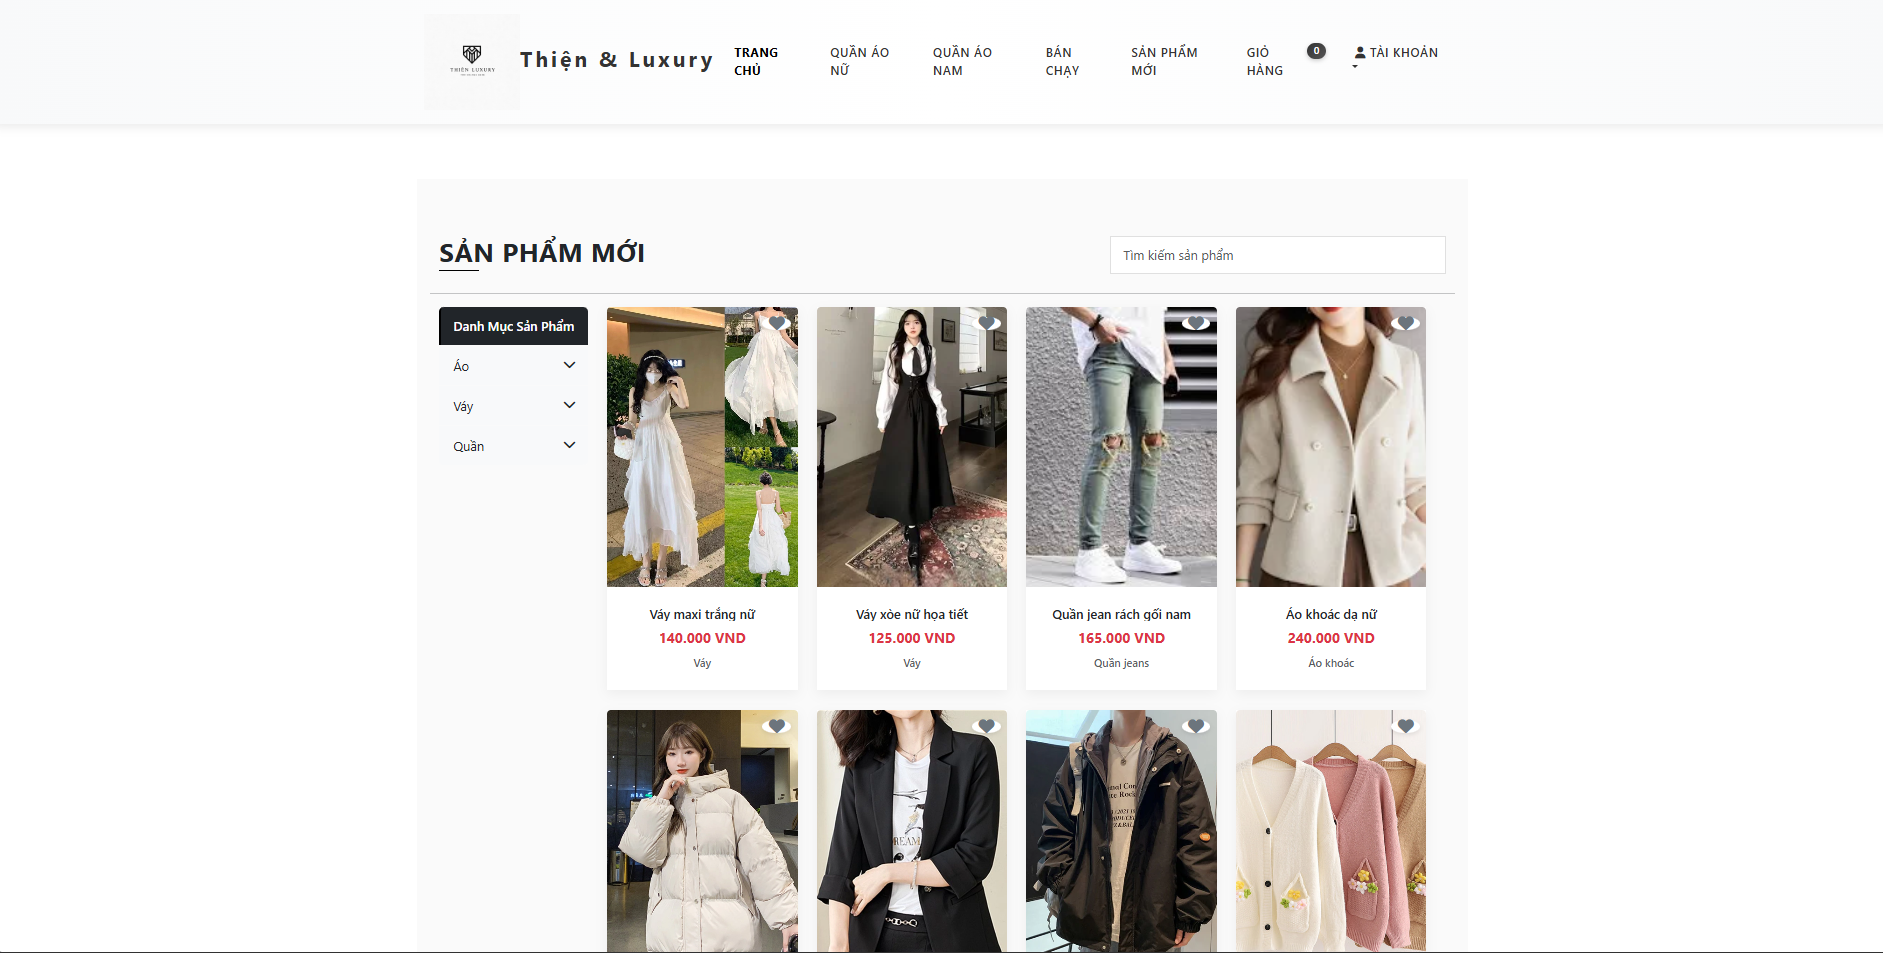 THIỆN LUXURY
Thiện & Luxury
TRANG CHỦ
QUẦN ÁO NỮ
QUẦN ÁO NAM
BÁN CHẠY
SẢN PHẨM MỚI
GIỎ HÀNG
0
TÀI KHOẢN
SẢN PHẨM MỚI
Tìm kiếm sản phẩm
Danh Mục Sản Phẩm
Áo
Váy
Quần
Váy maxi trắng nữ
140.000 VND
Váy
Váy xòe nữ họa tiết
125.000 VND
Váy
Quần jean rách gối nam
165.000 VND
Quần jeans
Áo khoác dạ nữ
240.000 VND
Áo khoác